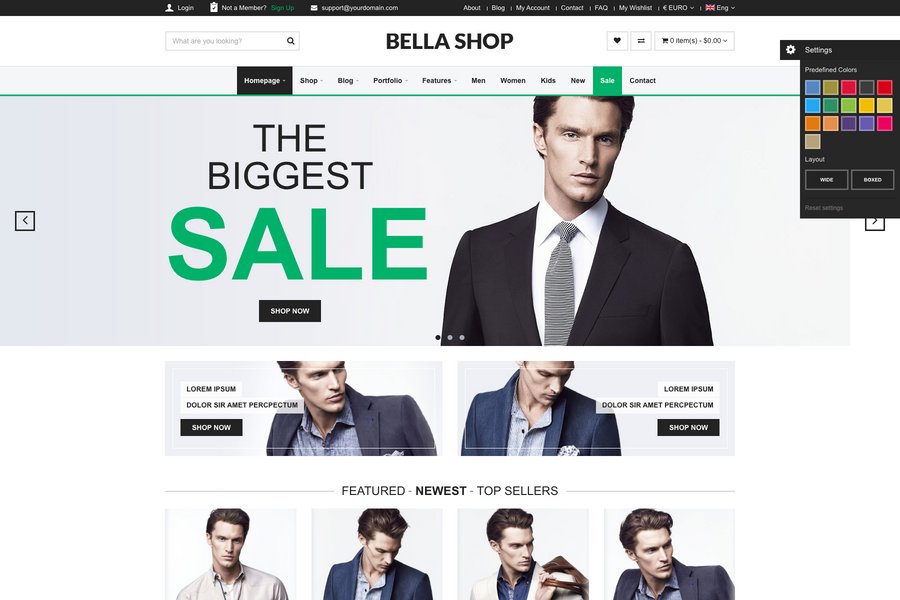 Login Not a Member? Sign Up support@yourdomain.com About Blog My Account Contact FAQ My Wishlist € EURO Eng
What are you looking?
BELLA SHOP
0 item(s) - $0.00
Homepage Shop Blog Portfolio Features Men Women Kids New Sale Contact
Settings
Predefined Colors
Layout
WIDE BOXED
Reset settings
THE
BIGGEST
SALE
SHOP NOW
LOREM IPSUM
DOLOR SIR AMET PERCPECTUM
SHOP NOW
LOREM IPSUM
DOLOR SIR AMET PERCPECTUM
SHOP NOW
FEATURED - NEWEST - TOP SELLERS